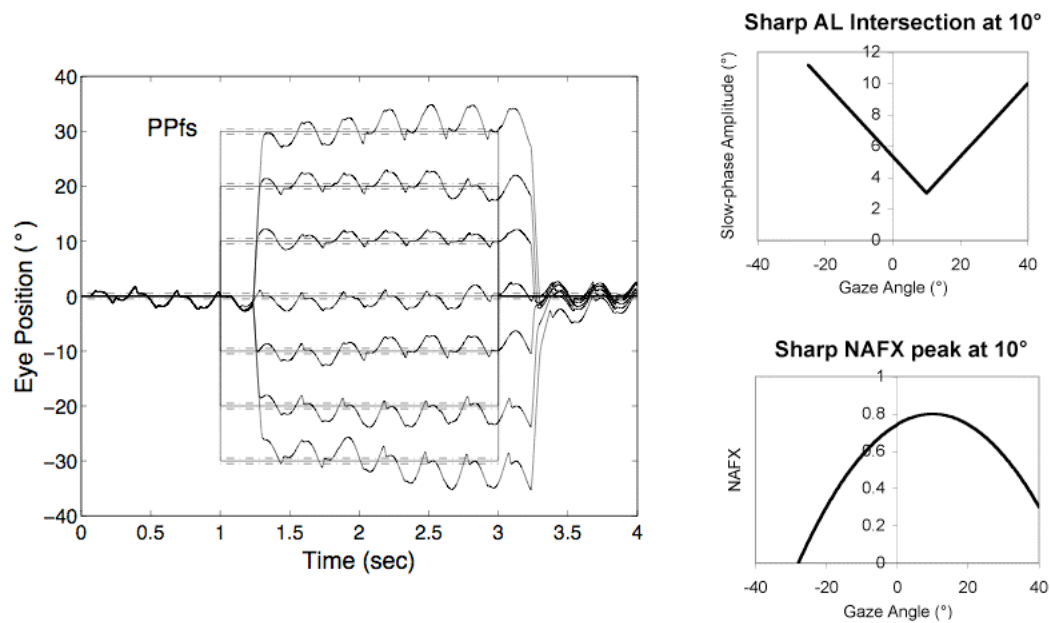 PPfs
Eye Position (°)
40
30
20
10
0
−10
−20
−30
−40
0 0.5 1 1.5 2 2.5 3 3.5 4
Time (sec)
Sharp AL Intersection at 10°
Slow-phase Amplitude (°)
12
10
8
6
4
2
0
-40 -20 0 20 40
Gaze Angle (°)
Sharp NAFX peak at 10°
NAFX
1
0.8
0.6
0.4
0.2
0
-40 -20 0 20 40
Gaze Angle (°)